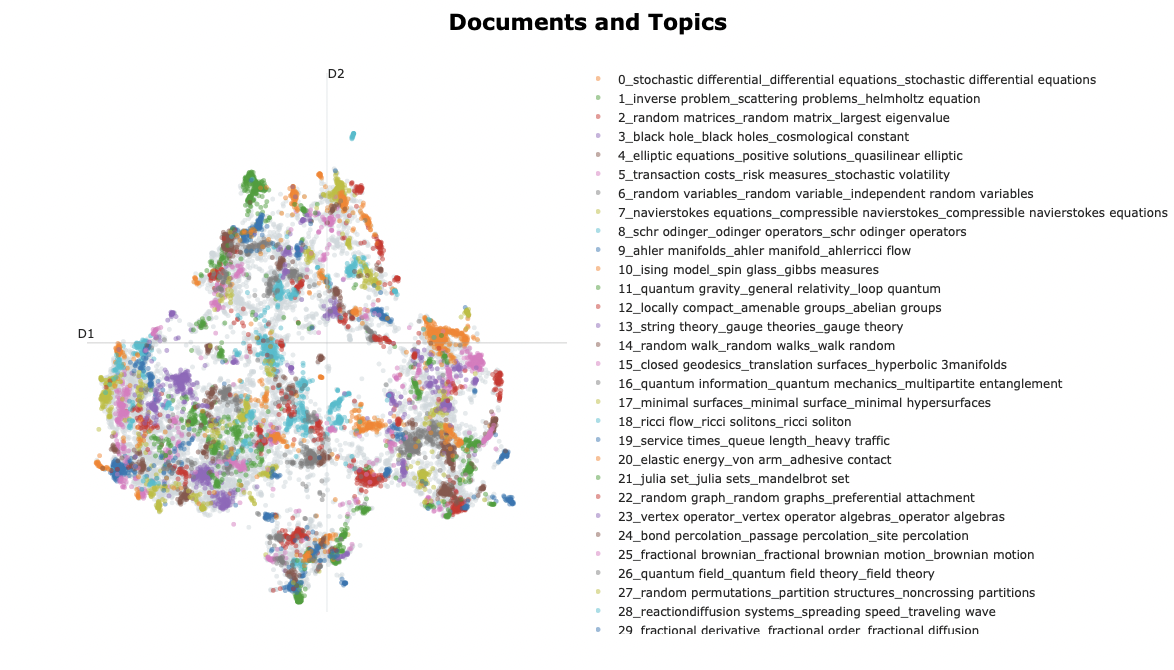 Documents and Topics
D2
D1
0_stochastic differential_differential equations_stochastic differential equations
1_inverse problem_scattering problems_helmholtz equation
2_random matrices_random matrix_largest eigenvalue
3_black hole_black holes_cosmological constant
4_elliptic equations_positive solutions_quasilinear elliptic
5_transaction costs_risk measures_stochastic volatility
6_random variables_random variable_independent random variables
7_navierstokes equations_compressible navierstokes_compressible navierstokes equations
8_schr odinger_odinger operators_schr odinger operators
9_ahler manifolds_ahler manifold_ahlerricci flow
10_ising model_spin glass_gibbs measures
11_quantum gravity_general relativity_loop quantum
12_locally compact_amenable groups_abelian groups
13_string theory_gauge theories_gauge theory
14_random walk_random walks_walk random
15_closed geodesics_translation surfaces_hyperbolic 3manifolds
16_quantum information_quantum mechanics_multipartite entanglement
17_minimal surfaces_minimal surface_minimal hypersurfaces
18_ricci flow_ricci solitons_ricci soliton
19_service times_queue length_heavy traffic
20_elastic energy_von arm_adhesive contact
21_julia set_julia sets_mandelbrot set
22_random graph_random graphs_preferential attachment
23_vertex operator_vertex operator algebras_operator algebras
24_bond percolation_passage percolation_site percolation
25_fractional brownian_fractional brownian motion_brownian motion
26_quantum field_quantum field theory_field theory
27_random permutations_partition structures_noncrossing partitions
28_reactiondiffusion systems_spreading speed_traveling wave
29_fractional derivative_fractional order_fractional diffusion